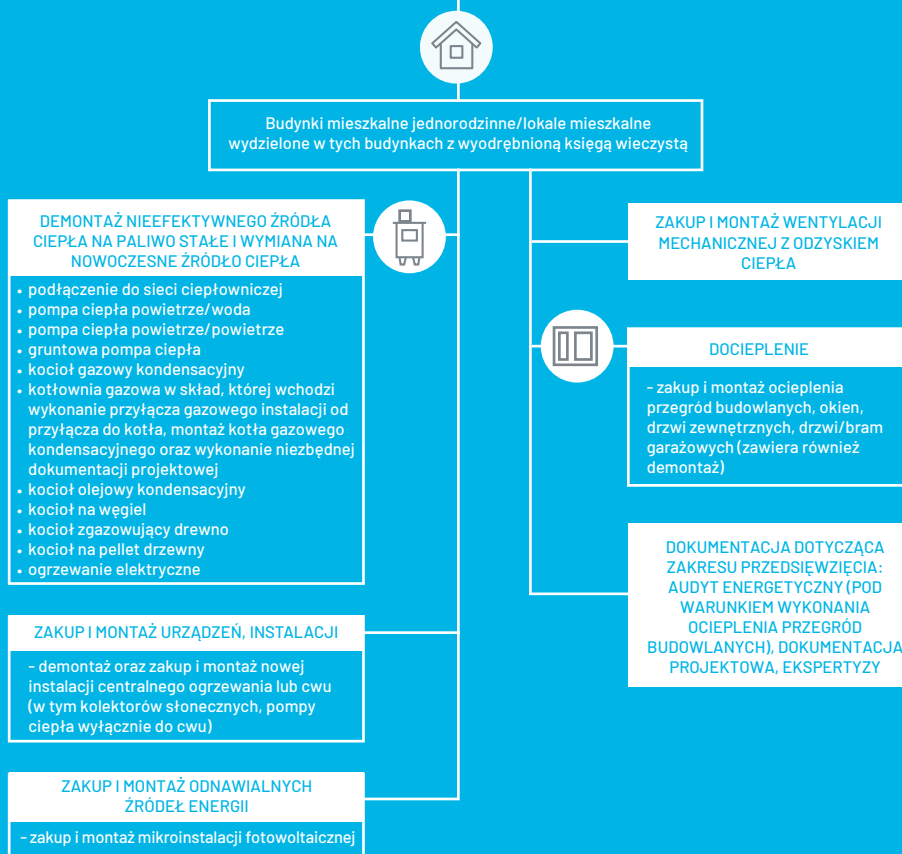 Budynki mieszkalne jednorodzinne/lokale mieszkalne
wydzielone w tych budynkach z wyodrębnioną księgą wieczystą
DEMONTAŻ NIEEFEKTYWNEGO ŹRÓDŁA
CIEPŁA NA PALIWO STAŁE I WYMIANA NA
NOWOCZESNE ŹRÓDŁO CIEPŁA
• podłączenie do sieci ciepłowniczej
• pompa ciepła powietrze/woda
• pompa ciepła powietrze/powietrze
• gruntowa pompa ciepła
• kocioł gazowy kondensacyjny
• kotłownia gazowa w skład, której wchodzi
wykonanie przyłącza gazowego instalacji od
przyłącza do kotła, montaż kotła gazowego
kondensacyjnego oraz wykonanie niezbędnej
dokumentacji projektowej
• kocioł olejowy kondensacyjny
• kocioł na węgiel
• kocioł zgazowujący drewno
• kocioł na pellet drzewny
• ogrzewanie elektryczne
ZAKUP I MONTAŻ URZĄDZEŃ, INSTALACJI
- demontaż oraz zakup i montaż nowej
instalacji centralnego ogrzewania lub cwu
(w tym kolektorów słonecznych, pompy
ciepła wyłącznie do cwu)
ZAKUP I MONTAŻ ODNAWIALNYCH
ŹRÓDEŁ ENERGII
- zakup i montaż mikroinstalacji fotowoltaicznej
ZAKUP I MONTAŻ WENTYLACJI
MECHANICZNEJ Z ODZYSKIEM
CIEPŁA
DOCIEPLENIE
- zakup i montaż ocieplenia
przegród budowlanych, okien,
drzwi zewnętrznych, drzwi/bram
garażowych (zawiera również
demontaż)
DOKUMENTACJA DOTYCZĄCA
ZAKRESU PRZEDSIĘWZIĘCIA:
AUDYT ENERGETYCZNY (POD
WARUNKIEM WYKONANIA
OCIEPLENIA PRZEGRÓD
BUDOWLANYCH), DOKUMENTACJA
PROJEKTOWA, EKSPERTYZY